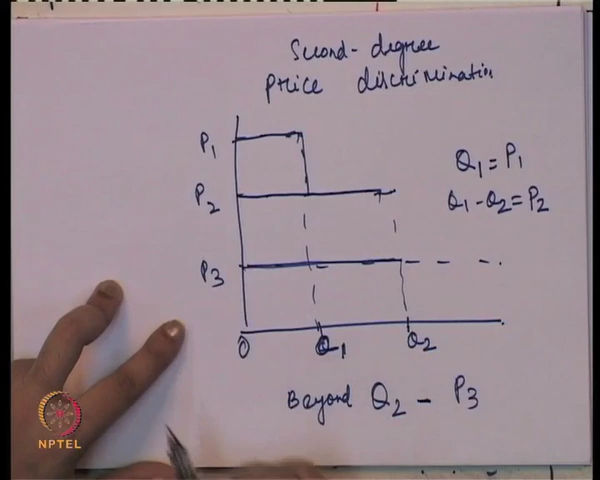 Second-degree
price discrimination
P1
P2
P3
Q1 = P1
Q1 - Q2 = P2
0 Q1 Q2
Beyond Q2 - P3
NPTEL